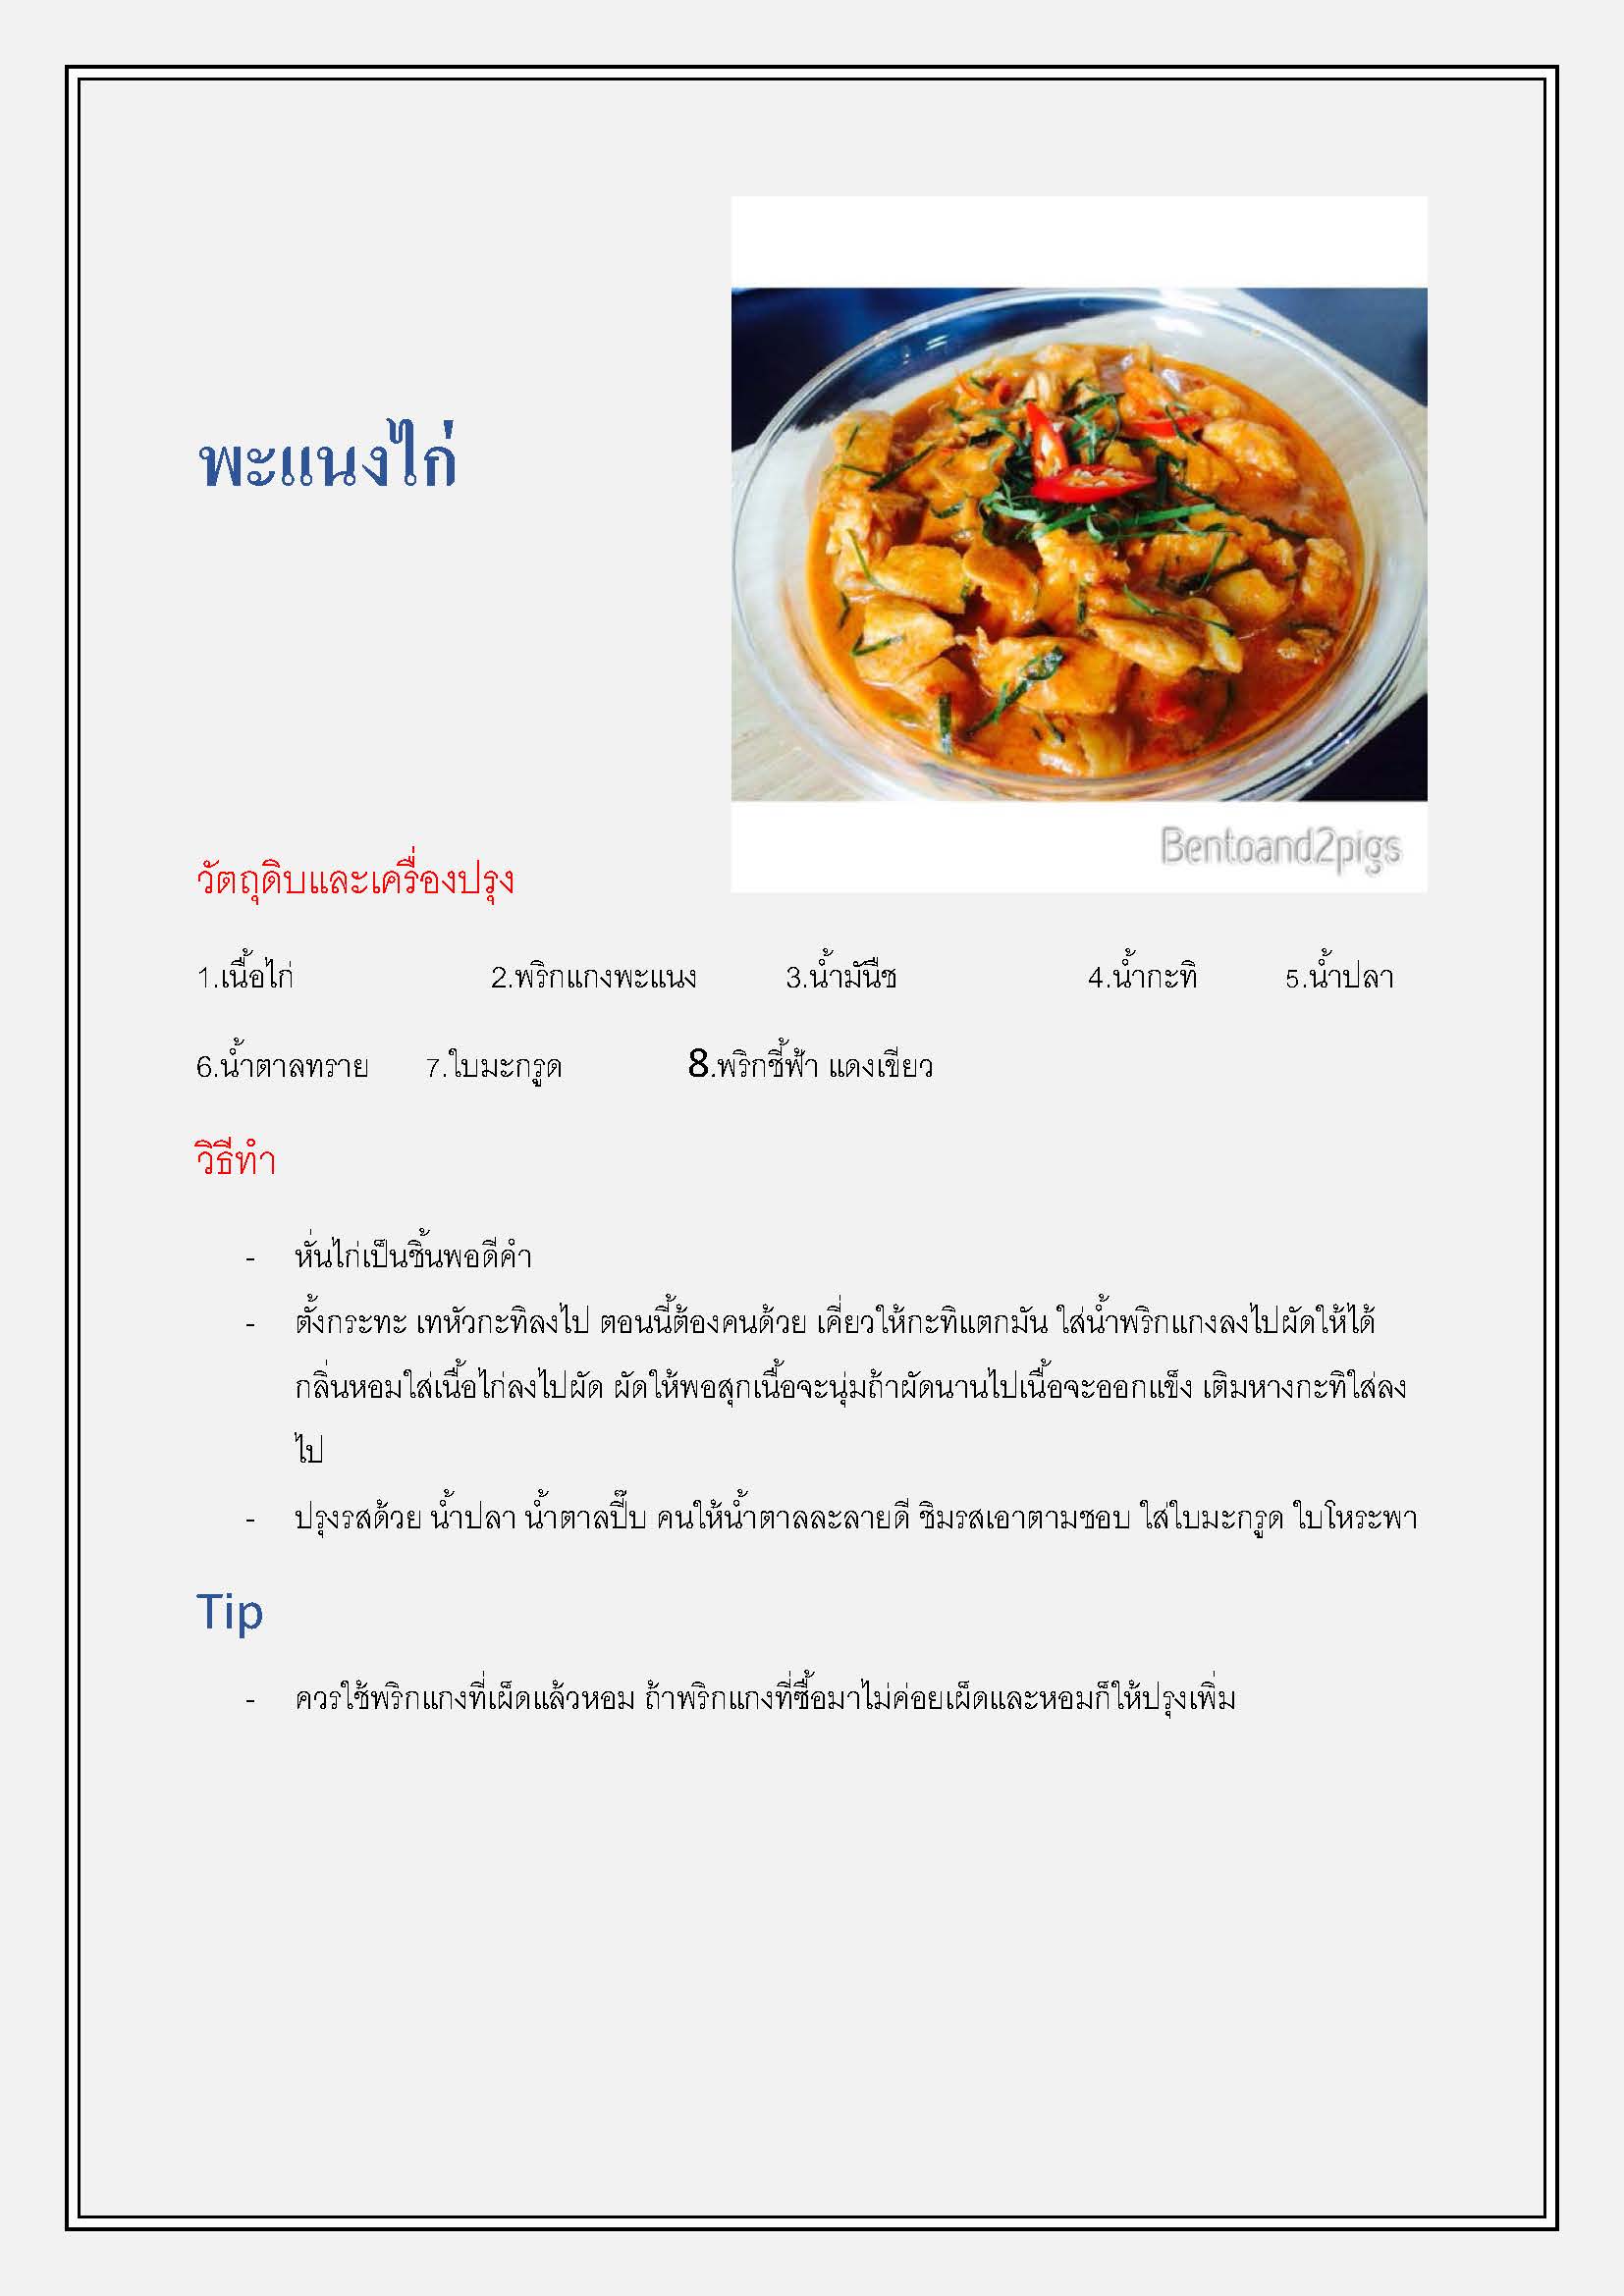 พะแนงไก่
Bentoand2pigs
วัตถุดิบและเครื่องปรุง
1.เนื้อไก่ 2.พริกแกงพะแนง 3.น้ำมันืช 4.น้ำกะทิ 5.น้ำปลา
6.น้ำตาลทราย 7.ใบมะกรูด 8.พริกชี้ฟ้า แดงเขียว
วิธีทำ
- หั่นไก่เป็นชิ้นพอดีคำ
- ตั้งกระทะ เทหัวกะทิลงไป ตอนนี้ต้องคนด้วย เคี่ยวให้กะทิแตกมัน ใส่น้ำพริกแกงลงไปผัดให้ได้
กลิ่นหอมใส่เนื้อไก่ลงไปผัด ผัดให้พอสุกเนื้อจะนุ่มถ้าผัดนานไปเนื้อจะออกแข็ง เติมหางกะทิใส่ลง
ไป
- ปรุงรสด้วย น้ำปลา น้ำตาลปี๊บ คนให้น้ำตาลละลายดี ชิมรสเอาตามชอบ ใส่ใบมะกรูด ใบโหระพา
Tip
- ควรใช้พริกแกงที่เผ็ดแล้วหอม ถ้าพริกแกงที่ซื้อมาไม่ค่อยเผ็ดและหอมก็ให้ปรุงเพิ่ม